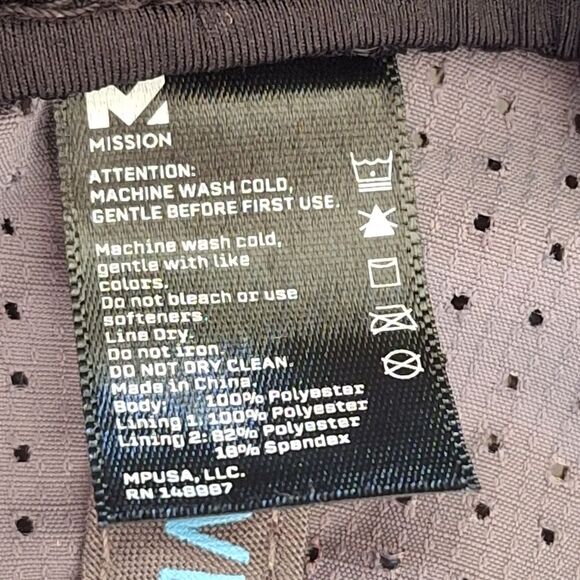 MISSION
ATTENTION:
MACHINE WASH COLD,
GENTLE BEFORE FIRST USE.
Machine wash cold,
gentle with like
colors.
Do not bleach or use
softeners.
Line Dry.
Do not iron.
DO NOT DRY CLEAN.
Made in China
Body: 100% Polyester
Lining 1: 100% Polyester
Lining 2: 82% Polyester
18% Spandex
MPUSA, LLC.
RN 148987